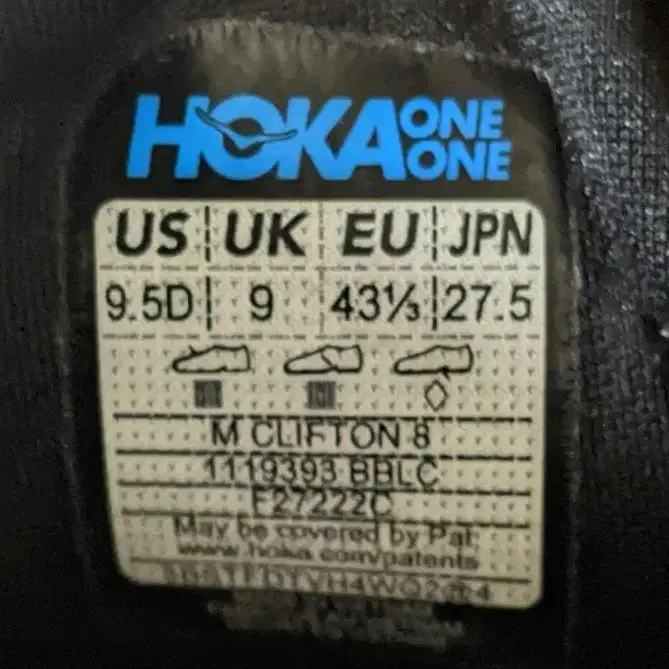 HOKA ONE ONE
US UK EU JPN
9.5D 9 43⅓ 27.5
M CLIFTON 8
1119393 BBLC
F27222C
May be covered by Pat.
www.hoka.com/patents